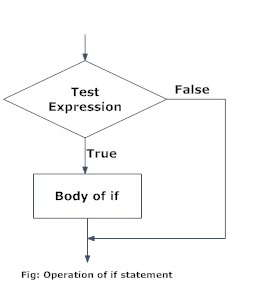 Test
Expression
False
True
Body of if
Fig: Operation of if statement